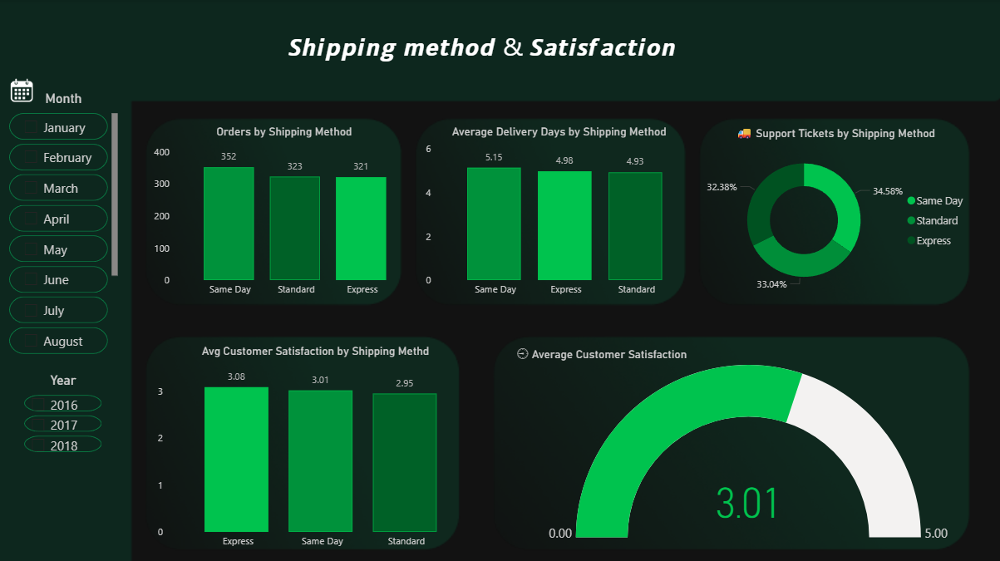 Shipping method & Satisfaction
Month
January
February
March
April
May
June
July
August
Year
2016
2017
2018
Orders by Shipping Method
400
300
200
100
0
352
323
321
Same Day
Standard
Express
Average Delivery Days by Shipping Method
6
4
2
0
5.15
4.98
4.93
Same Day
Express
Standard
Support Tickets by Shipping Method
32.38%
34.58%
33.04%
Same Day
Standard
Express
Avg Customer Satisfaction by Shipping Methd
3
2
1
0
3.08
3.01
2.95
Express
Same Day
Standard
Average Customer Satisfaction
3.01
0.00
5.00